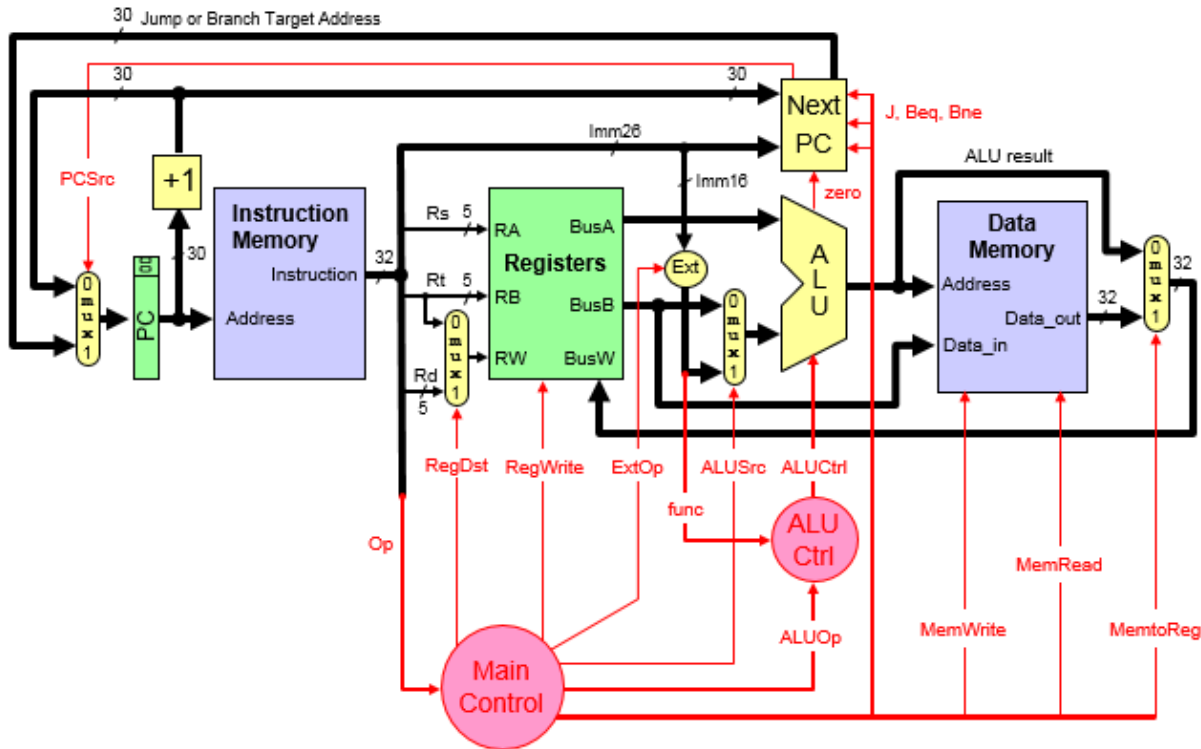 30 Jump or Branch Target Address
30
30
Next
PC
J, Beq, Bne
Imm26
Imm16
zero
ALU result
PCSrc
+1
30
Instruction
Memory
Instruction
Address
32
Rs 5
Rt 5
Rd
5
RA
RB
RW
BusA
BusB
BusW
Registers
Ext
A
L
U
Data
Memory
Address
Data_out
Data_in
32
32
0
m
u
x
1
PC
00
0
m
u
x
1
0
m
u
x
1
0
m
u
x
1
RegDst
RegWrite
ExtOp
ALUSrc
ALUCtrl
func
ALU
Ctrl
Op
MemRead
ALUOp
MemWrite
MemtoReg
Main
Control